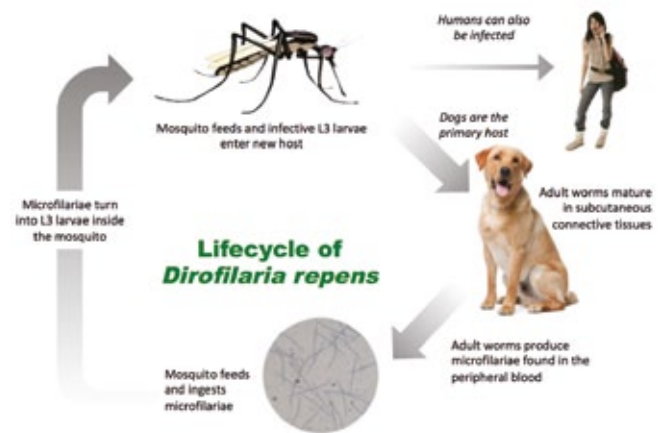 Humans can also
be infected
Mosquito feeds and infective L3 larvae
enter new host
Dogs are the
primary host
Adult worms mature
in subcutaneous
connective tissues
Microfilariae turn
into L3 larvae inside
the mosquito
Lifecycle of
Dirofilaria repens
Adult worms produce
microfilariae found in the
peripheral blood
Mosquito feeds
and ingests
microfilariae